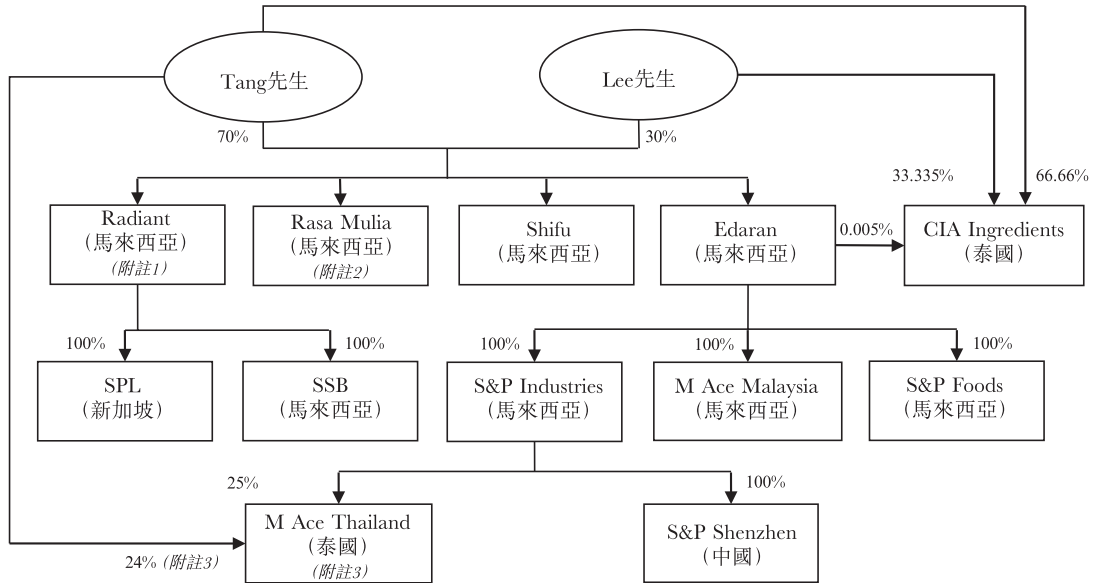 Tang先生
Lee先生
70%
30%
33.335%
66.66%
Radiant
(馬來西亞)
(附註1)
Rasa Mulia
(馬來西亞)
(附註2)
Shifu
(馬來西亞)
Edaran
(馬來西亞)
0.005%
CIA Ingredients
(泰國)
100%
100%
100%
100%
100%
SPL
(新加坡)
SSB
(馬來西亞)
S&P Industries
(馬來西亞)
M Ace Malaysia
(馬來西亞)
S&P Foods
(馬來西亞)
25%
100%
M Ace Thailand
(泰國)
(附註3)
S&P Shenzhen
(中國)
24% (附註3)